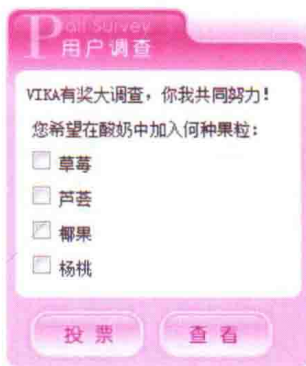 Poll Survey
用户调查
VIKA有奖大调查，你我共同努力！
您希望在酸奶中加入何种果粒：
草莓
芦荟
椰果
杨桃
投票 查看